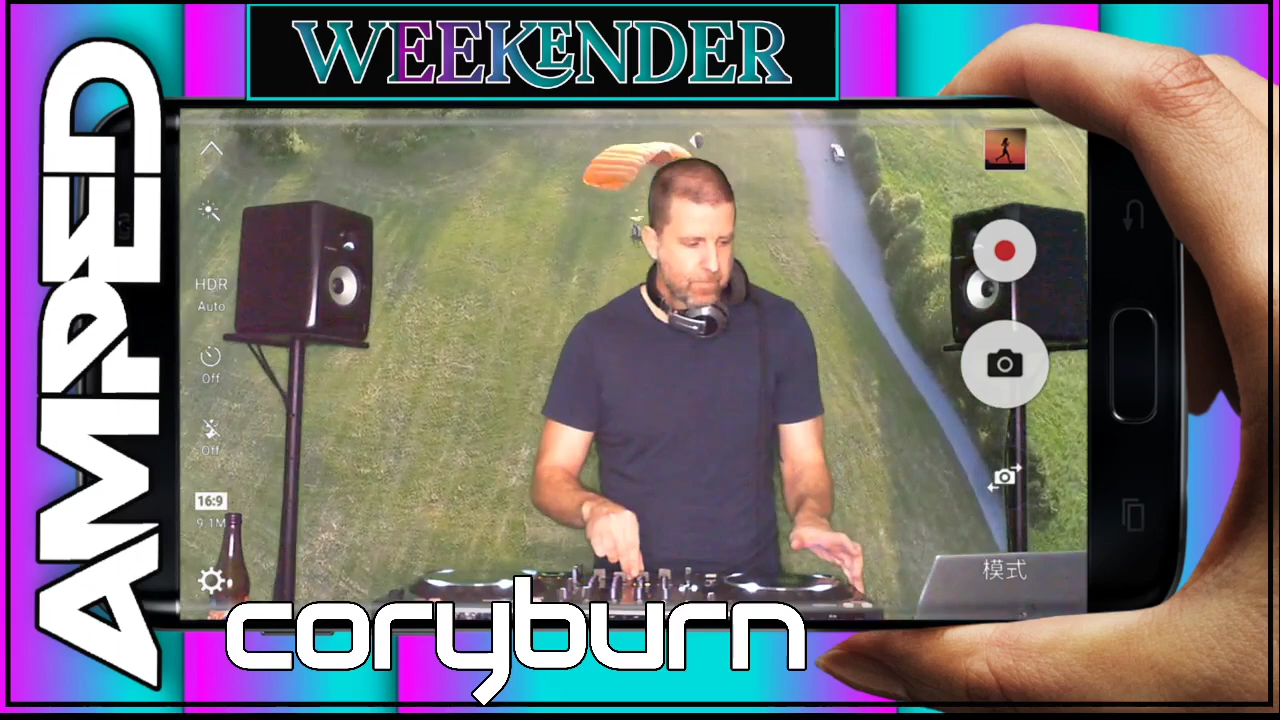 WEEKENDER
AMPED
HDR
Auto
Off
Off
16:9
9.1M
模式
coryburn